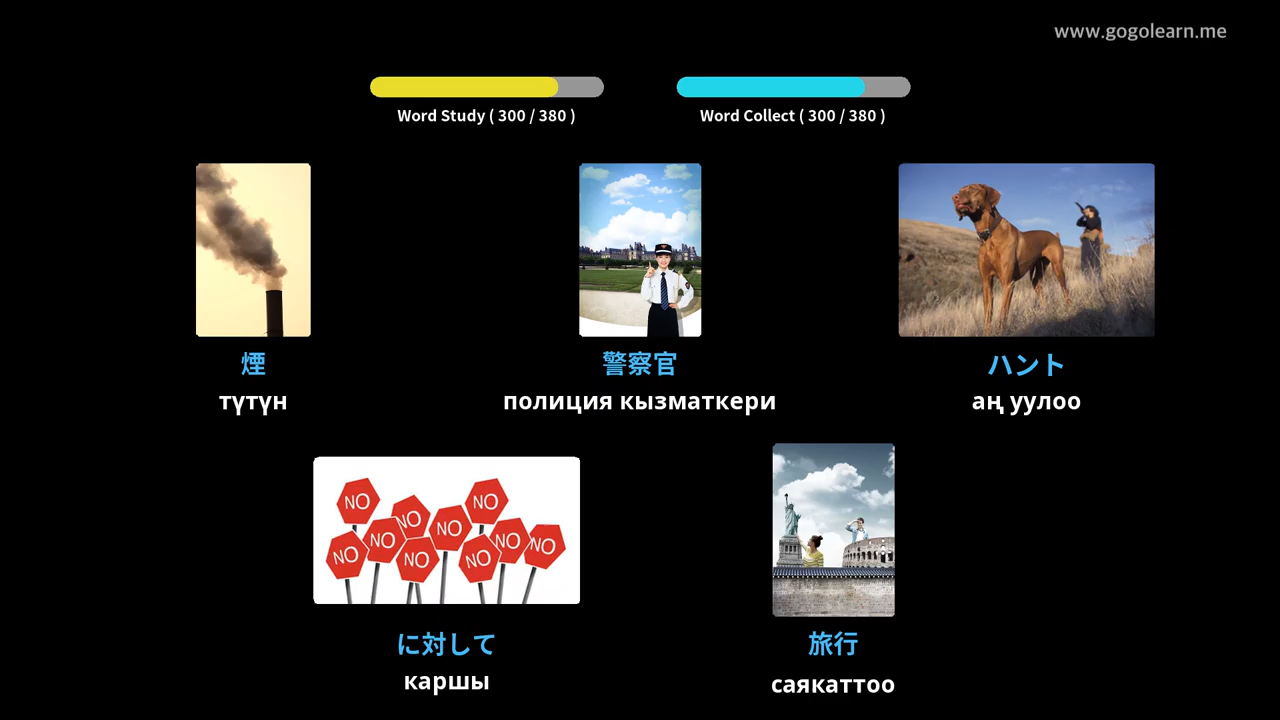 www.gogolearn.me
Word Study ( 300 / 380 )
Word Collect ( 300 / 380 )
煙
түтүн
警察官
полиция кызматкери
ハント
аң уулоо
NO
NO
NO
NO
NO
NO
NO
NO
NO
NO
に対して
каршы
旅行
саякаттоо